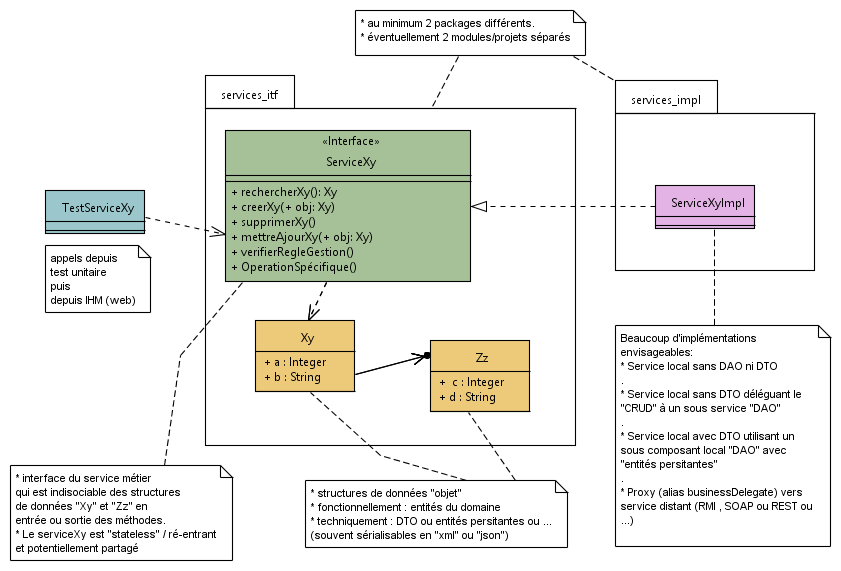 * au minimum 2 packages différents.
* éventuellement 2 modules/projets séparés
services_itf
services_impl
«Interface»
ServiceXy
+ rechercherXy(): Xy
+ creerXy(+ obj: Xy)
+ supprimerXy()
+ mettreAjourXy(+ obj: Xy)
+ verifierRegleGestion()
+ OperationSpécifique()
TestServiceXy
ServiceXyImpl
appels depuis
test unitaire
puis
depuis IHM (web)
Xy
+ a : Integer
+ b : String
Zz
+ c : Integer
+ d : String
Beaucoup d'implémentations
envisageables:
* Service local sans DAO ni DTO
.
* Service local sans DTO déléguant le
"CRUD" à un sous service "DAO"
.
* Service local avec DTO utilisant un
sous composant local "DAO" avec
"entités persitantes"
.
* Proxy (alias businessDelegate) vers
service distant (RMI , SOAP ou REST ou
...)
* interface du service métier
qui est indisociable des structures
de données "Xy" et "Zz" en
entrée ou sortie des méthodes.
* Le serviceXy est "stateless" / ré-entrant
et potentiellement partagé
* structures de données "objet"
* fonctionnellement : entités du domaine
* techniquement : DTO ou entités persitantes ou ...
(souvent sérialisables en "xml" ou "json")